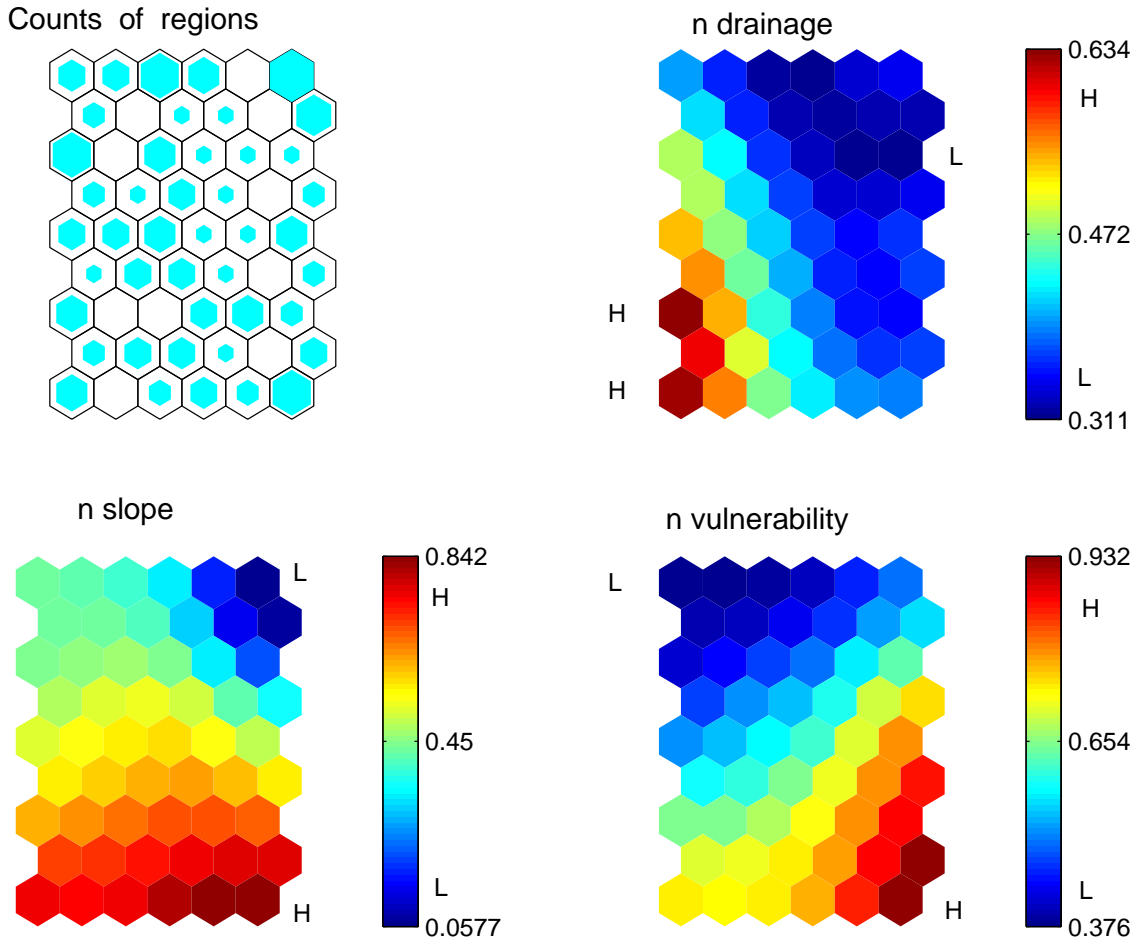 Counts of regions
n drainage
0.634
H
L
0.472
H
L
H
0.311
n slope
0.842
L
H
0.45
L
H
0.0577
n vulnerability
0.932
L
H
0.654
L
H
0.376